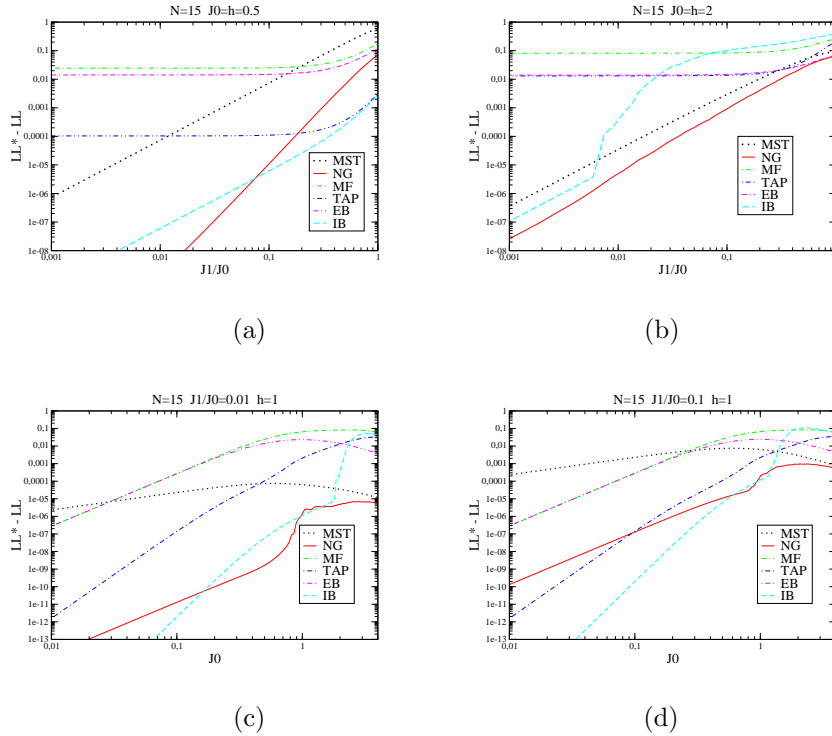 N=15 J0=h=0.5
1
0,1
0,01
0,001
0,0001
1e-05
1e-06
1e-07
1e-08
LL* - LL
MST
NG
MF
TAP
EB
IB
0,001
0,01
0,1
1
J1/J0
(a)
N=15 J0=h=2
1
0,1
0,01
0,001
0,0001
1e-05
1e-06
1e-07
1e-08
LL* - LL
MST
NG
MF
TAP
EB
IB
0,001
0,01
0,1
J1/J0
(b)
N=15 J1/J0=0.01 h=1
1
0,1
0,01
0,001
0,0001
1e-05
1e-06
1e-07
1e-08
1e-09
1e-10
1e-11
1e-12
1e-13
LL* - LL
MST
NG
MF
TAP
EB
IB
0,01
0,1
1
J0
(c)
N=15 J1/J0=0.1 h=1
1
0,1
0,01
0,001
0,0001
1e-05
1e-06
1e-07
1e-08
1e-09
1e-10
1e-11
1e-12
1e-13
LL* - LL
MST
NG
MF
TAP
EB
IB
0,01
0,1
1
J0
(d)